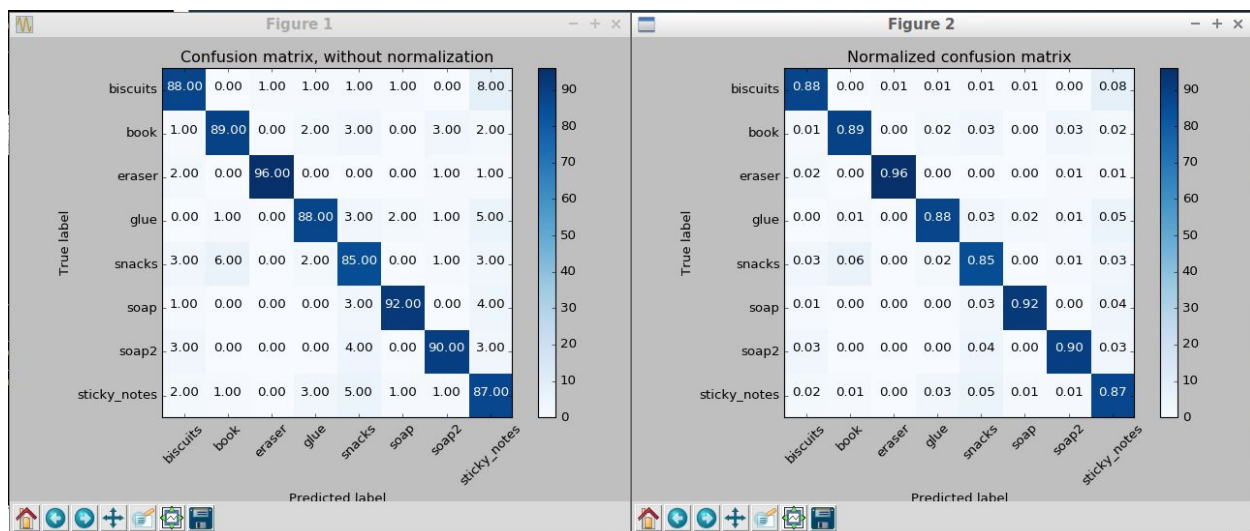 Figure 1
Confusion matrix, without normalization
True label
biscuits 88.00 0.00 1.00 1.00 1.00 1.00 0.00 8.00
book 1.00 89.00 0.00 2.00 3.00 0.00 3.00 2.00
eraser 2.00 0.00 96.00 0.00 0.00 0.00 1.00 1.00
glue 0.00 1.00 0.00 88.00 3.00 2.00 1.00 5.00
snacks 3.00 6.00 0.00 2.00 85.00 0.00 1.00 3.00
soap 1.00 0.00 0.00 0.00 3.00 92.00 0.00 4.00
soap2 3.00 0.00 0.00 0.00 4.00 0.00 90.00 3.00
sticky_notes 2.00 1.00 0.00 3.00 5.00 1.00 1.00 87.00
biscuits book eraser glue snacks soap soap2 sticky_notes
Predicted label
90
80
70
60
50
40
30
20
10
0
Figure 2
Normalized confusion matrix
True label
biscuits 0.88 0.00 0.01 0.01 0.01 0.01 0.00 0.08
book 0.01 0.89 0.00 0.02 0.03 0.00 0.03 0.02
eraser 0.02 0.00 0.96 0.00 0.00 0.00 0.01 0.01
glue 0.00 0.01 0.00 0.88 0.03 0.02 0.01 0.05
snacks 0.03 0.06 0.00 0.02 0.85 0.00 0.01 0.03
soap 0.01 0.00 0.00 0.00 0.03 0.92 0.00 0.04
soap2 0.03 0.00 0.00 0.00 0.04 0.00 0.90 0.03
sticky_notes 0.02 0.01 0.00 0.03 0.05 0.01 0.01 0.87
biscuits book eraser glue snacks soap soap2 sticky_notes
Predicted label
90
80
70
60
50
40
30
20
10
0